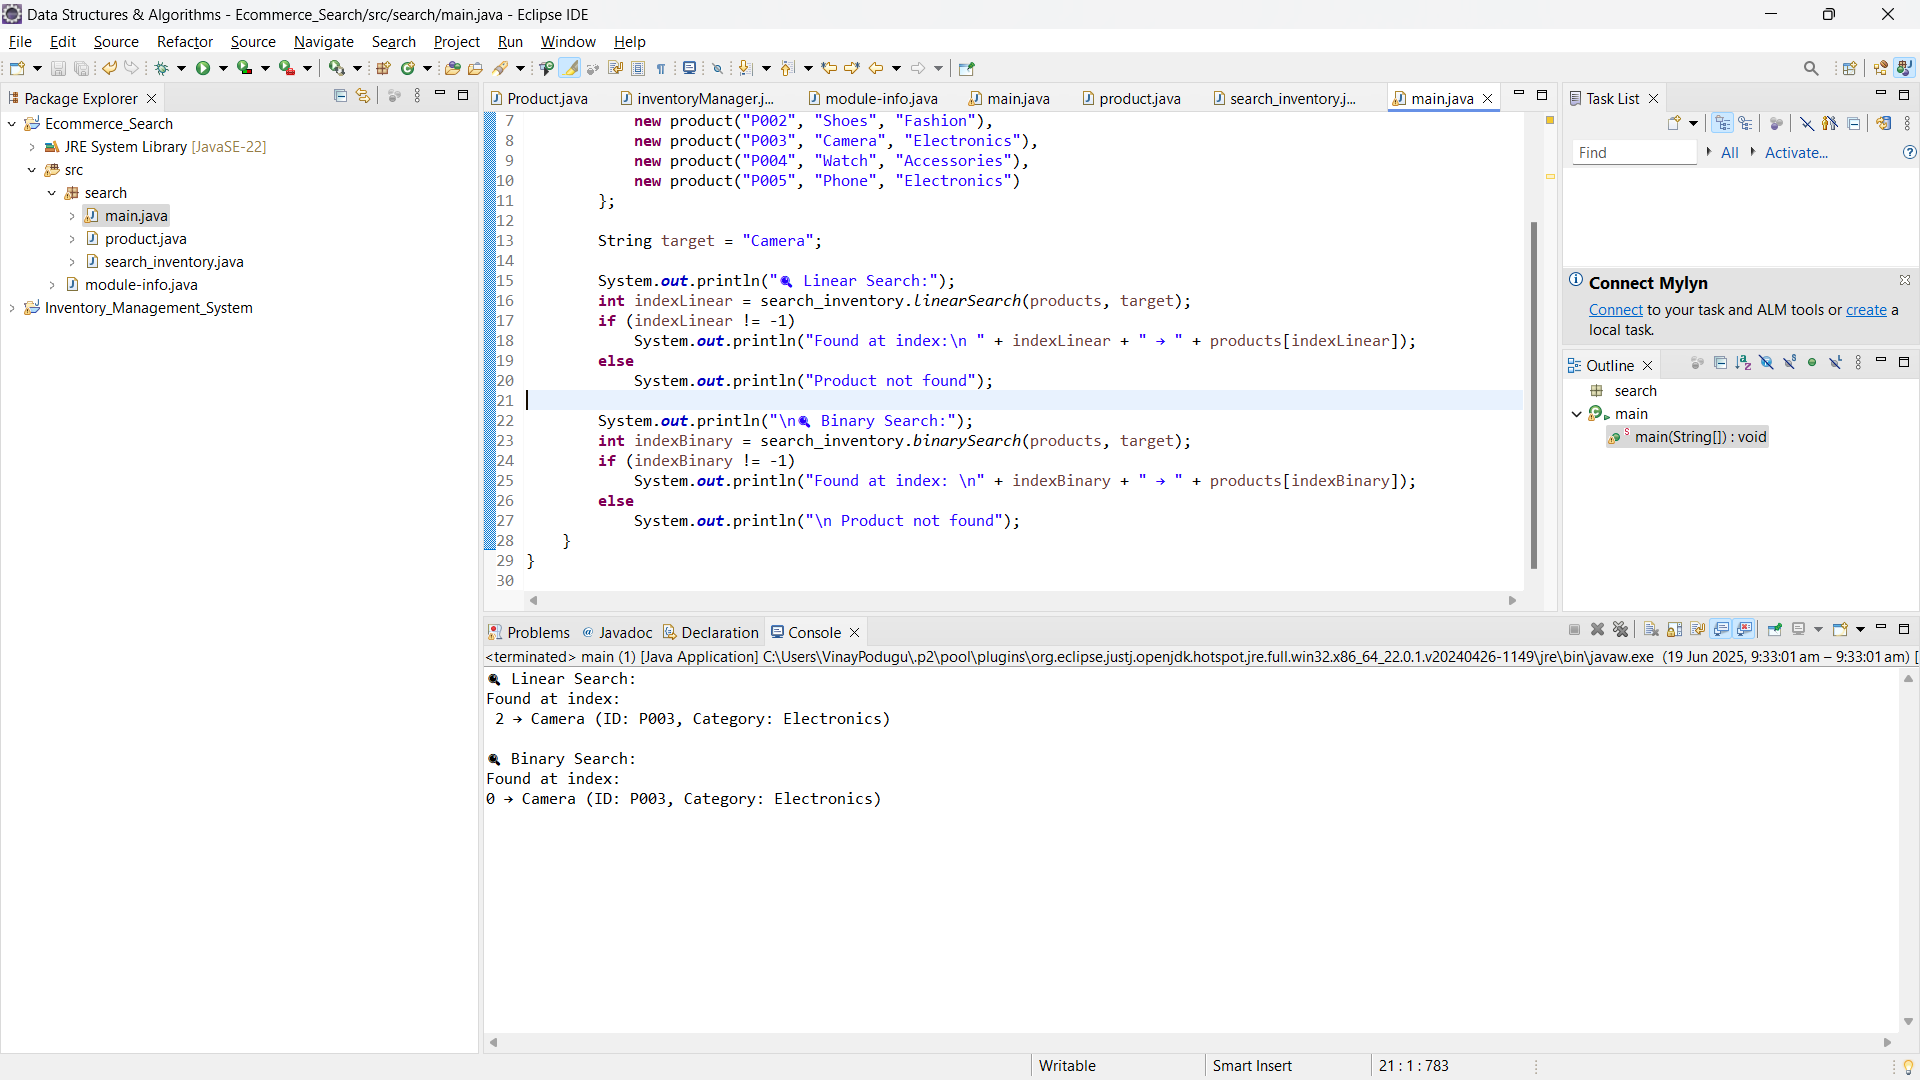 Data Structures & Algorithms - Ecommerce_Search/src/search/main.java - Eclipse IDE
File Edit Source Refactor Source Navigate Search Project Run Window Help
Package Explorer
Ecommerce_Search
JRE System Library [JavaSE-22]
src
search
main.java
product.java
search_inventory.java
module-info.java
Inventory_Management_System
Product.java inventoryManager.j... module-info.java main.java product.java search_inventory.j... main.java
7 new product("P002", "Shoes", "Fashion"),
8 new product("P003", "Camera", "Electronics"),
9 new product("P004", "Watch", "Accessories"),
10 new product("P005", "Phone", "Electronics")
11 };
12
13 String target = "Camera";
14
15 System.out.println("🔍 Linear Search:");
16 int indexLinear = search_inventory.linearSearch(products, target);
17 if (indexLinear != -1)
18 System.out.println("Found at index:\n " + indexLinear + " → " + products[indexLinear]);
19 else
20 System.out.println("Product not found");
21
22 System.out.println("\n🔍 Binary Search:");
23 int indexBinary = search_inventory.binarySearch(products, target);
24 if (indexBinary != -1)
25 System.out.println("Found at index: \n" + indexBinary + " → " + products[indexBinary]);
26 else
27 System.out.println("\n Product not found");
28 }
29 }
30
Task List
Find All Activate...
Connect Mylyn
Connect to your task and ALM tools or create a
local task.
Outline
search
main
main(String[]) : void
Problems Javadoc Declaration Console
<terminated> main (1) [Java Application] C:\Users\VinayPodugu\.p2\pool\plugins\org.eclipse.justj.openjdk.hotspot.jre.full.win32.x86_64_22.0.1.v20240426-1149\jre\bin\javaw.exe (19 Jun 2025, 9:33:01 am – 9:33:01 am) [
🔍 Linear Search:
Found at index:
2 → Camera (ID: P003, Category: Electronics)
🔍 Binary Search:
Found at index:
0 → Camera (ID: P003, Category: Electronics)
Writable Smart Insert 21 : 1 : 783